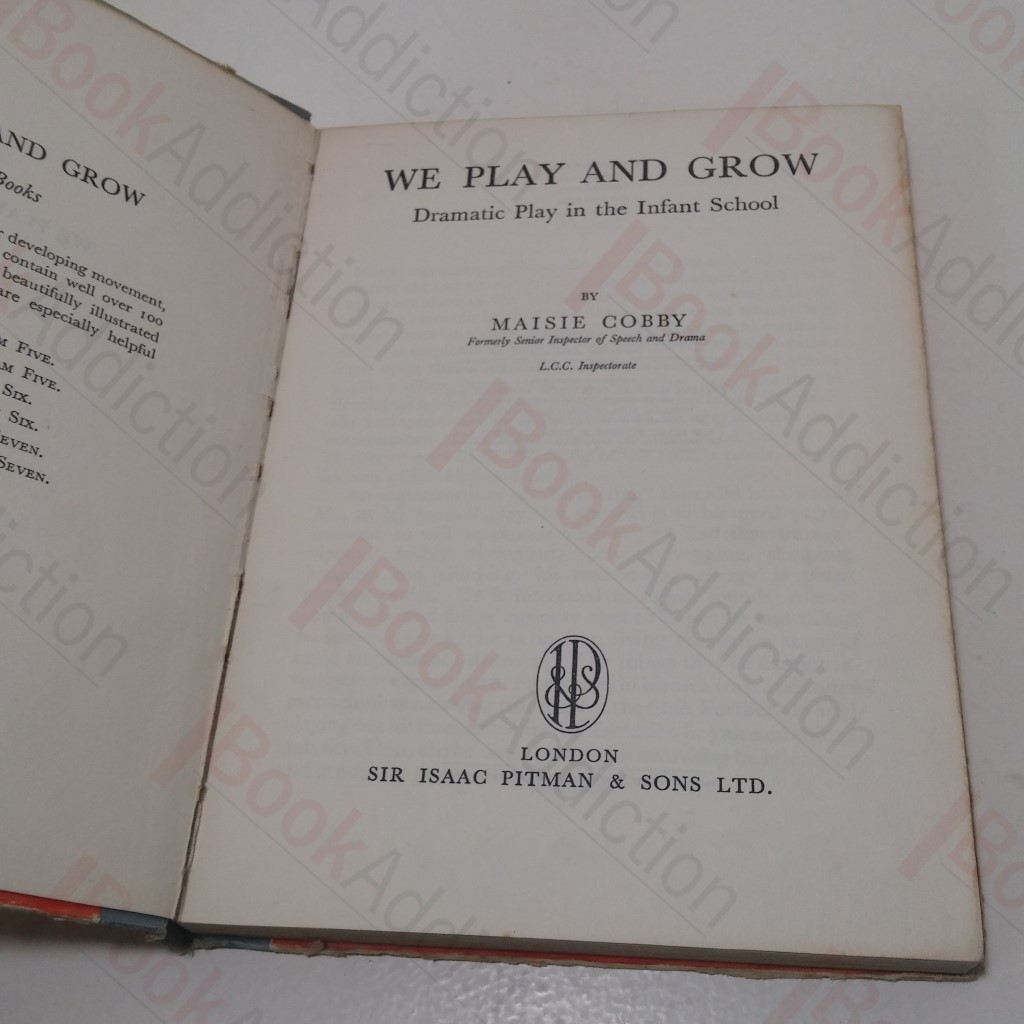 AND GROW
Books
developing movement,
contain well over 100
beautifully illustrated
are especially helpful
FIVE.
FIVE.
SIX.
SIX.
SEVEN.
SEVEN.
WE PLAY AND GROW
Dramatic Play in the Infant School
BY
MAISIE COBBY
Formerly Senior Inspector of Speech and Drama
L.C.C. Inspectorate
LONDON
SIR ISAAC PITMAN & SONS LTD.
BookAddiction